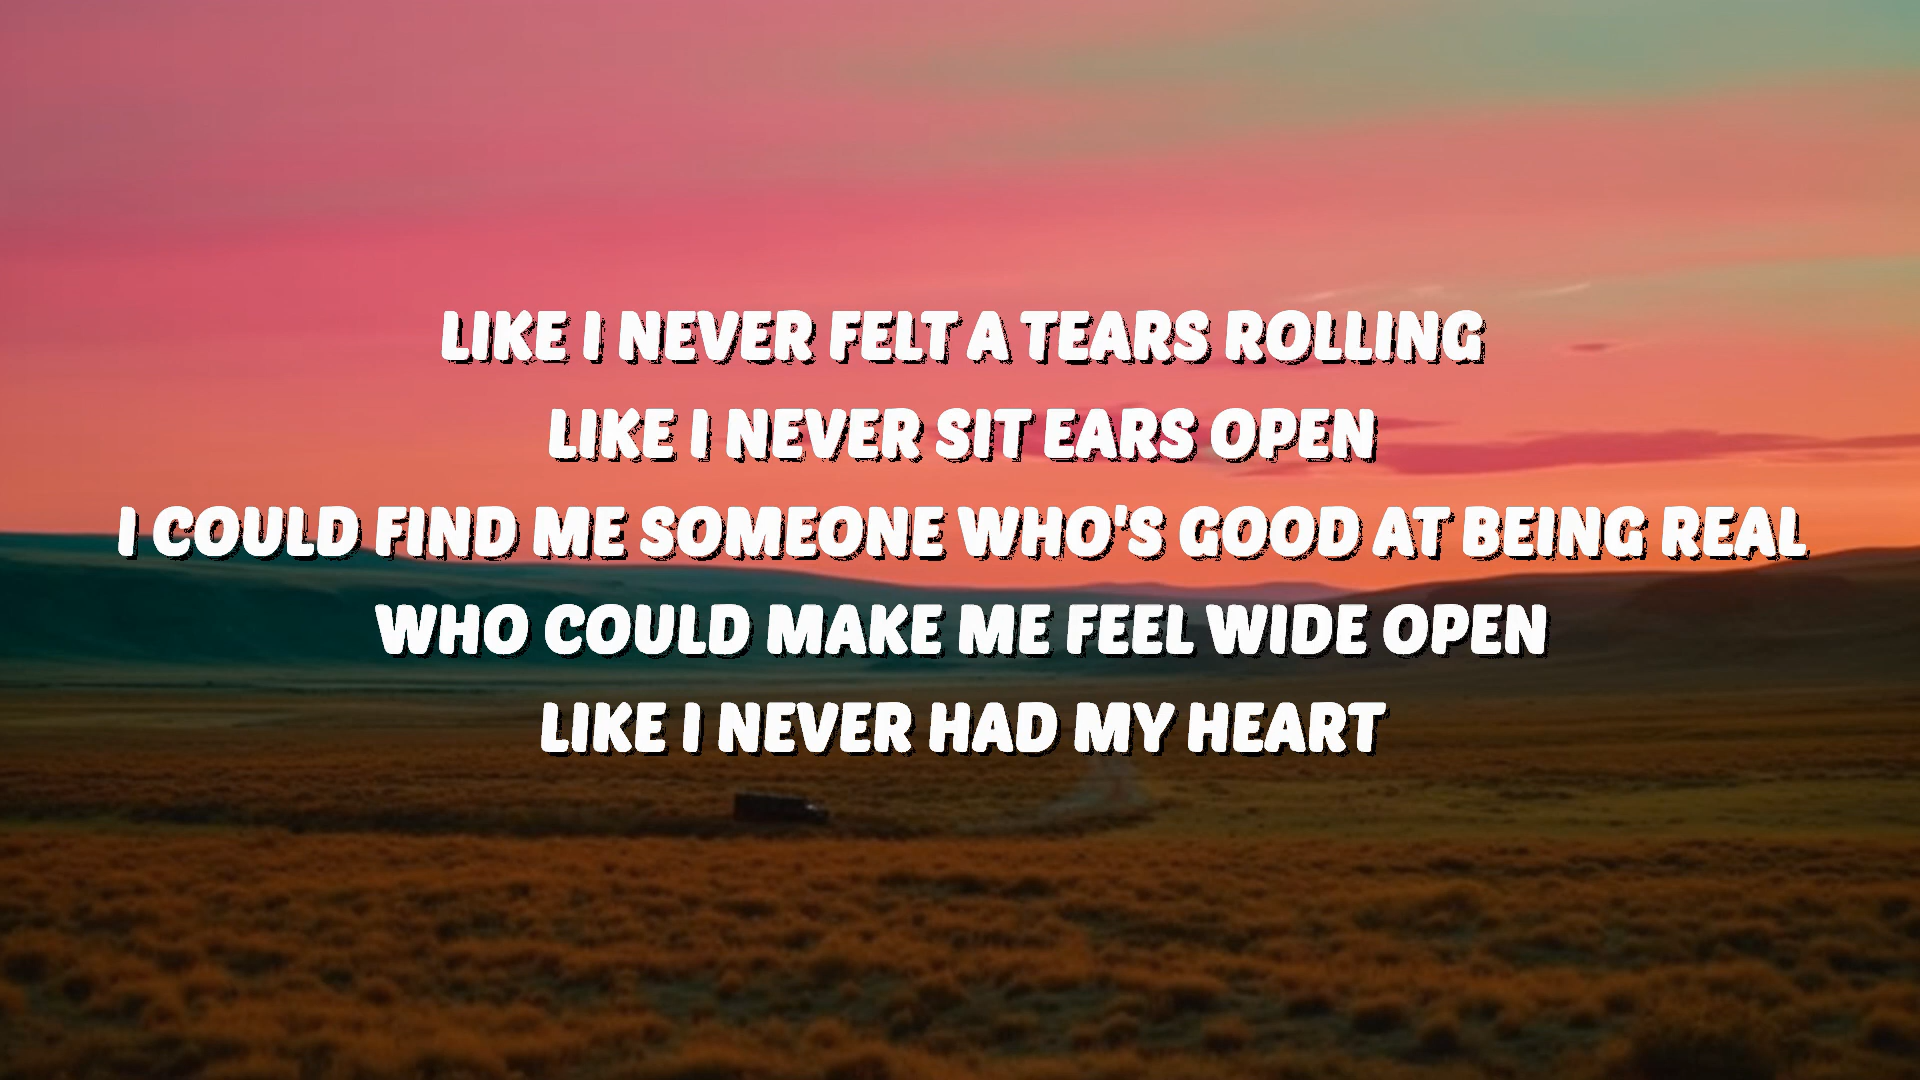 LIKE I NEVER FELT A TEARS ROLLING
LIKE I NEVER SIT EARS OPEN
I COULD FIND ME SOMEONE WHO'S GOOD AT BEING REAL
WHO COULD MAKE ME FEEL WIDE OPEN
LIKE I NEVER HAD MY HEART